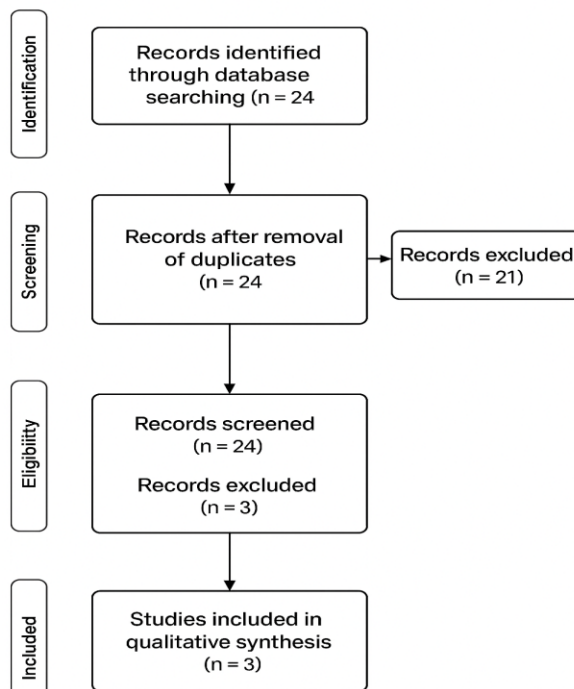 Identification
Records identified
through database
searching (n = 24
Screening
Records after removal
of duplicates
(n = 24
Records excluded
(n = 21)
Eligibility
Records screened
(n = 24)
Records excluded
(n = 3)
Included
Studies included in
qualitative synthesis
(n = 3)